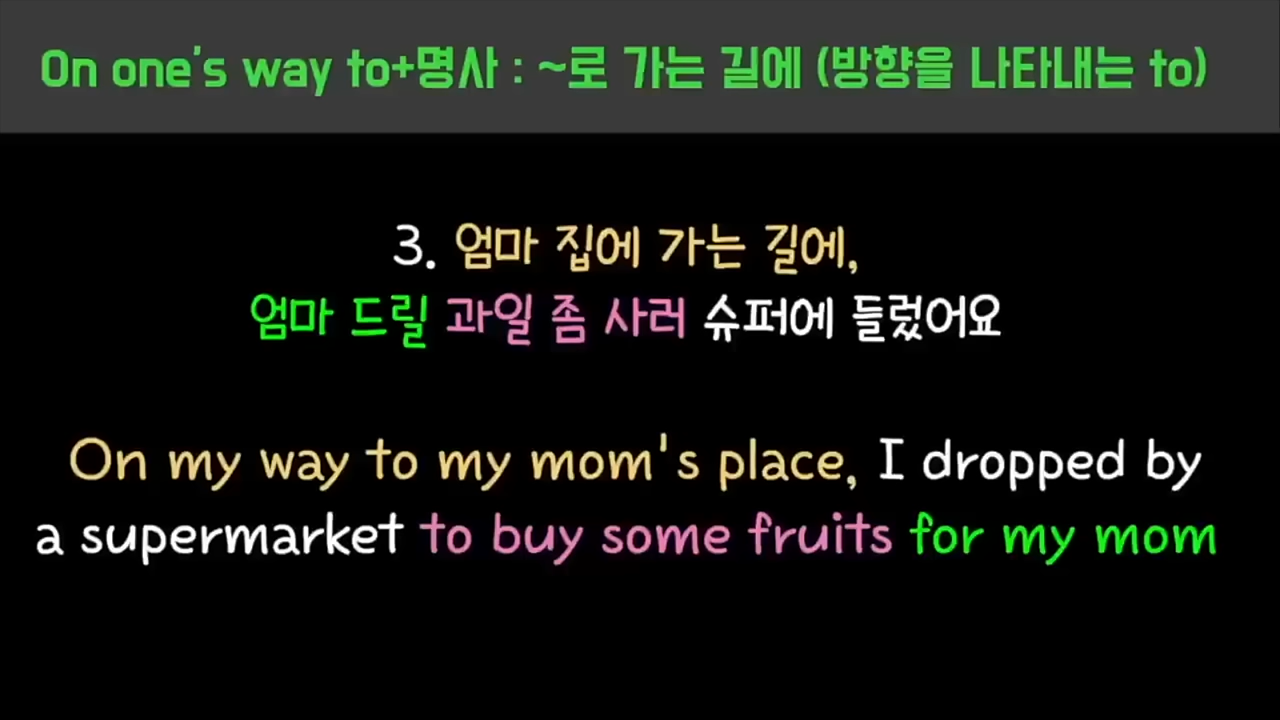 On one's way to+명사 : ~로 가는 길에 (방향을 나타내는 to)
3. 엄마 집에 가는 길에,
엄마 드릴 과일 좀 사러 슈퍼에 들렀어요
On my way to my mom's place, I dropped by
a supermarket to buy some fruits for my mom